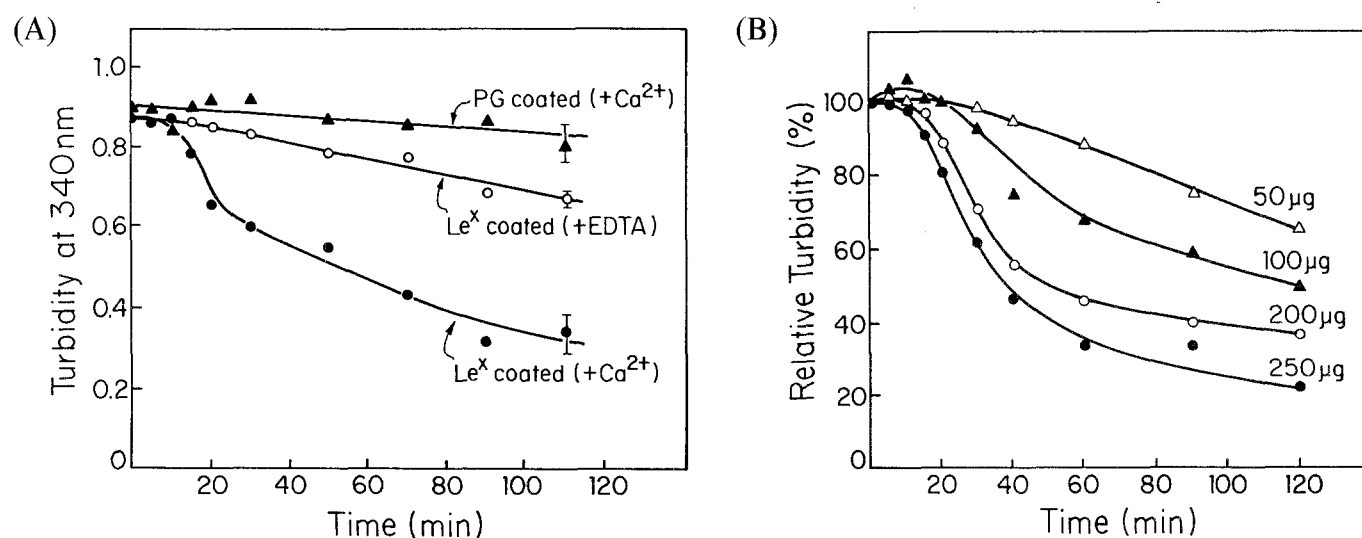 (A)
Turbidity at 340nm
1.0
0.8
0.6
0.4
0.2
0
20
40
60
80
100
120
Time (min)
PG coated (+Ca²⁺)
Leˣ coated (+EDTA)
Leˣ coated (+Ca²⁺)
(B)
Relative Turbidity (%)
100
80
60
40
20
0
20
40
60
80
100
120
Time (min)
50µg
100µg
200µg
250µg